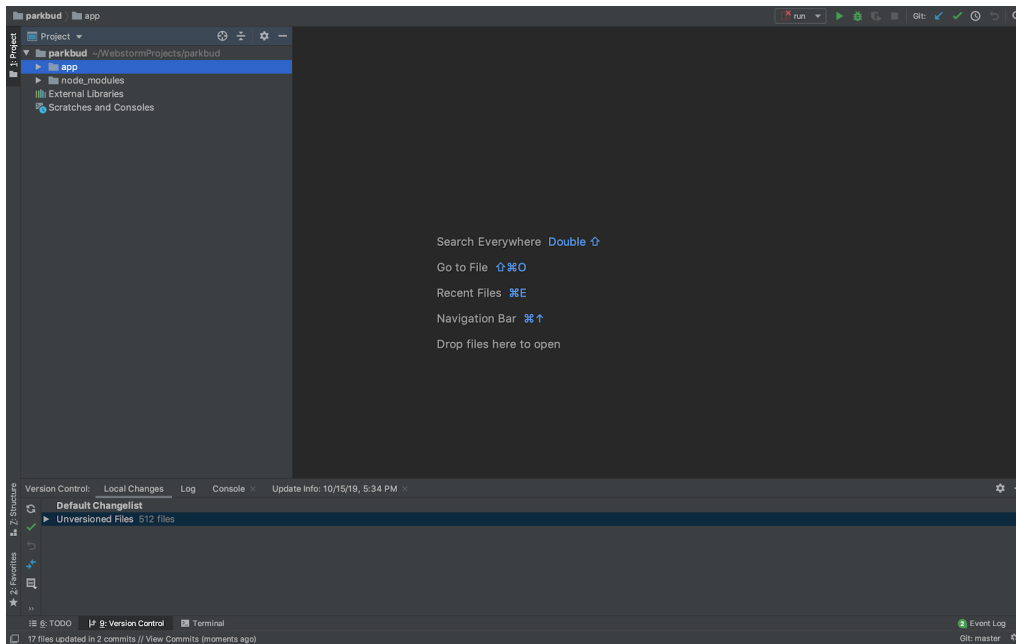 parkbud app
run
Git:
1: Project
Project
parkbud ~/WebstormProjects/parkbud
app
node_modules
External Libraries
Scratches and Consoles
Search Everywhere Double ⇧
Go to File ⇧⌘O
Recent Files ⌘E
Navigation Bar ⌘↑
Drop files here to open
7: Structure
2: Favorites
Version Control: Local Changes Log Console Update Info: 10/15/19, 5:34 PM
Default Changelist
Unversioned Files 512 files
6: TODO 9: Version Control Terminal
2 Event Log
17 files updated in 2 commits // View Commits (moments ago)
Git: master